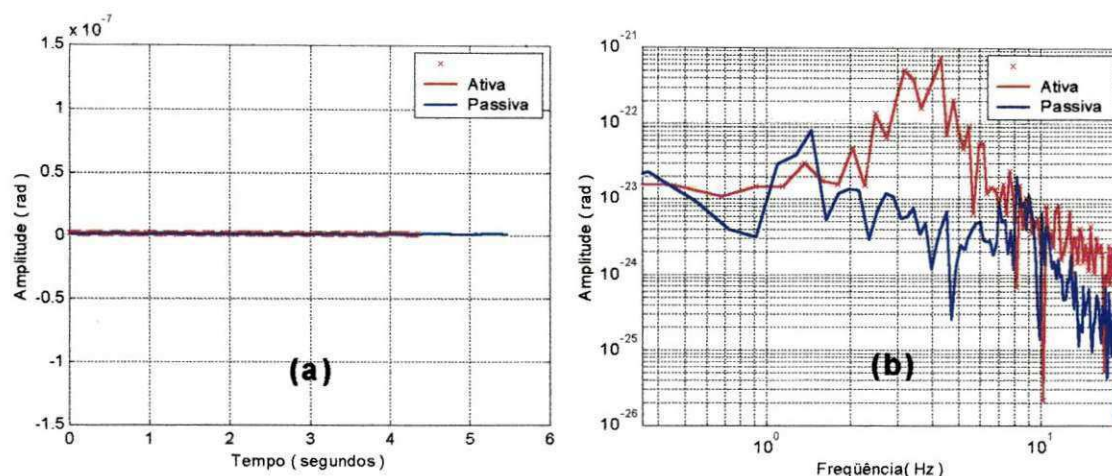 x 10^-7
1.5
1
0.5
0
-0.5
-1
-1.5
Amplitude ( rad )
0 1 2 3 4 5 6
Tempo ( segundos )
Ativa
Passiva
(a)
10^-21
10^-22
10^-23
10^-24
10^-25
10^-26
Amplitude ( rad )
10^0 10^1
Freqüência( Hz )
Ativa
Passiva
(b)